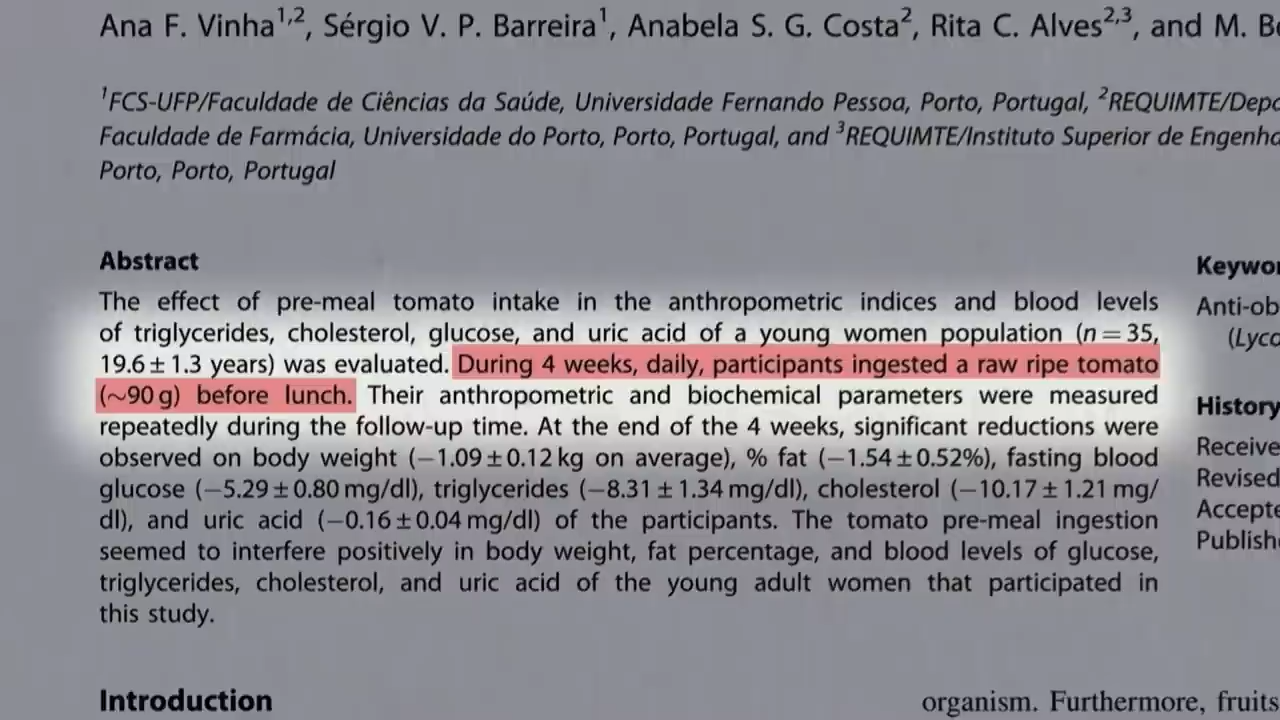 Ana F. Vinha1,2, Sérgio V. P. Barreira1, Anabela S. G. Costa2, Rita C. Alves2,3, and M.
1FCS-UFP/Faculdade de Ciências da Saúde, Universidade Fernando Pessoa, Porto, Portugal, 2REQUIMTE/
Faculdade de Farmácia, Universidade do Porto, Porto, Portugal, and 3REQUIMTE/Instituto Superior de
Porto, Porto, Portugal
Abstract
The effect of pre-meal tomato intake in the anthropometric indices and blood levels
of triglycerides, cholesterol, glucose, and uric acid of a young women population (n = 35,
19.6 ± 1.3 years) was evaluated. During 4 weeks, daily, participants ingested a raw ripe tomato
(~90 g) before lunch. Their anthropometric and biochemical parameters were measured
repeatedly during the follow-up time. At the end of the 4 weeks, significant reductions were
observed on body weight (−1.09 ± 0.12 kg on average), % fat (−1.54 ± 0.52%), fasting blood
glucose (−5.29 ± 0.80 mg/dl), triglycerides (−8.31 ± 1.34 mg/dl), cholesterol (−10.17 ± 1.21 mg/
dl), and uric acid (−0.16 ± 0.04 mg/dl) of the participants. The tomato pre-meal ingestion
seemed to interfere positively in body weight, fat percentage, and blood levels of glucose,
triglycerides, cholesterol, and uric acid of the young adult women that participated in
this study.
Keywor
Anti-ob
(Lyco
History
Receive
Revised
Accepte
Publish
Introduction
organism. Furthermore, fruits